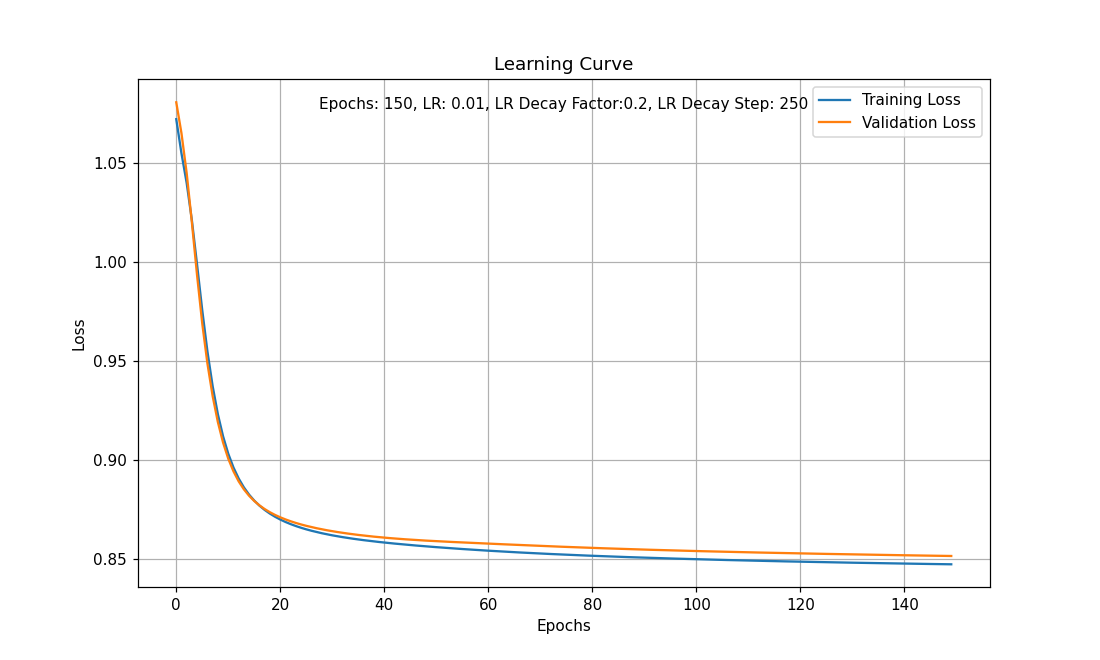 Learning Curve
Epochs: 150, LR: 0.01, LR Decay Factor:0.2, LR Decay Step: 250
Training Loss
Validation Loss
1.05
1.00
0.95
0.90
0.85
Loss
0
20
40
60
80
100
120
140
Epochs